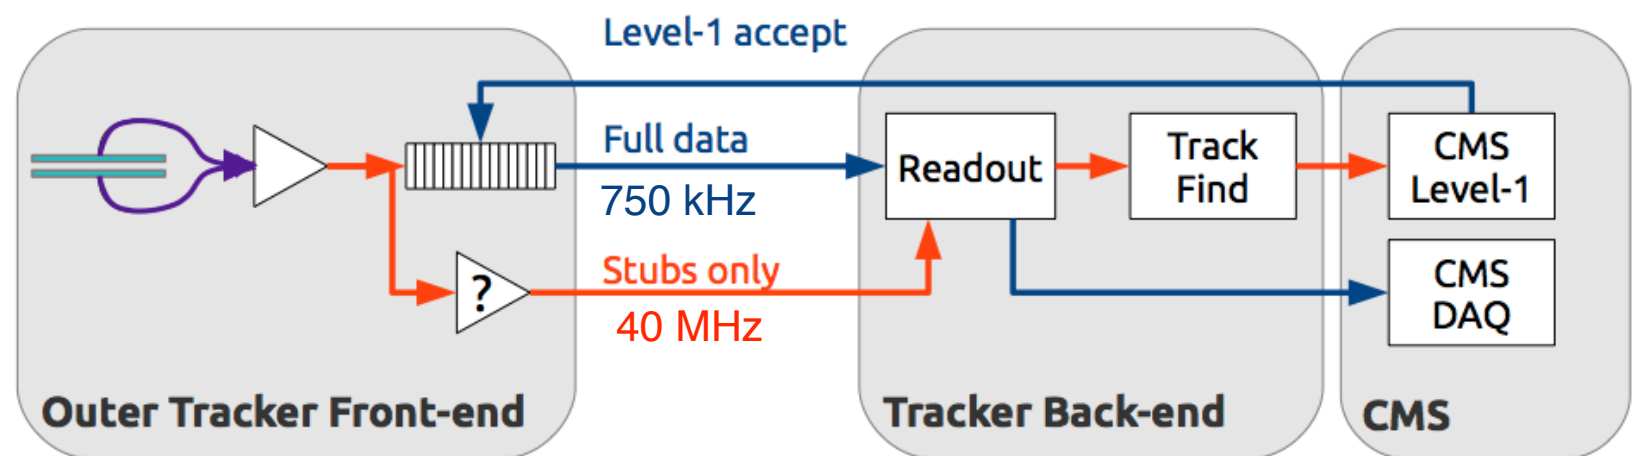 Level-1 accept
Full data
750 kHz
Readout
Track
Find
CMS
Level-1
?
Stubs only
40 MHz
CMS
DAQ
Outer Tracker Front-end
Tracker Back-end
CMS